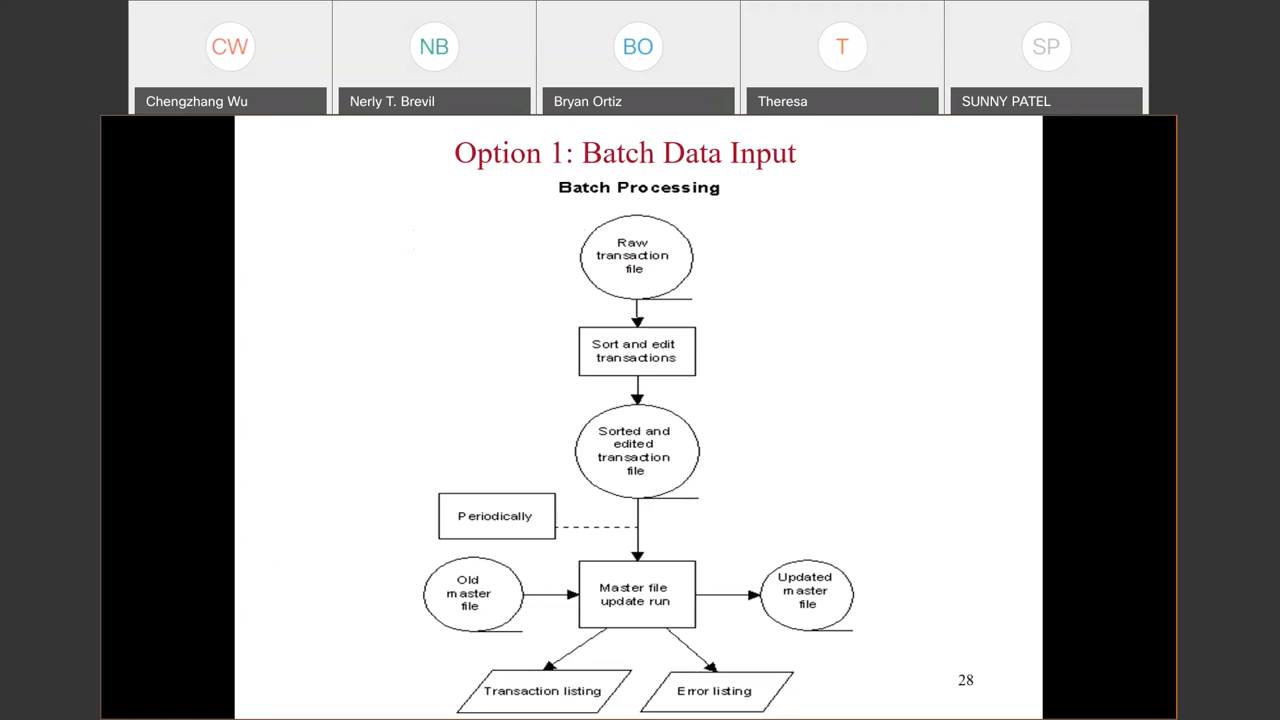 CW
NB
BO
T
SP
Chengzhang Wu
Nerly T. Brevil
Bryan Ortiz
Theresa
SUNNY PATEL
Option 1: Batch Data Input
Batch Processing
Raw
transaction
file
Sort and edit
transactions
Sorted and
edited
transaction
file
Periodically
Old
master
file
Master file
update run
Updated
master
file
Transaction listing
Error listing
28